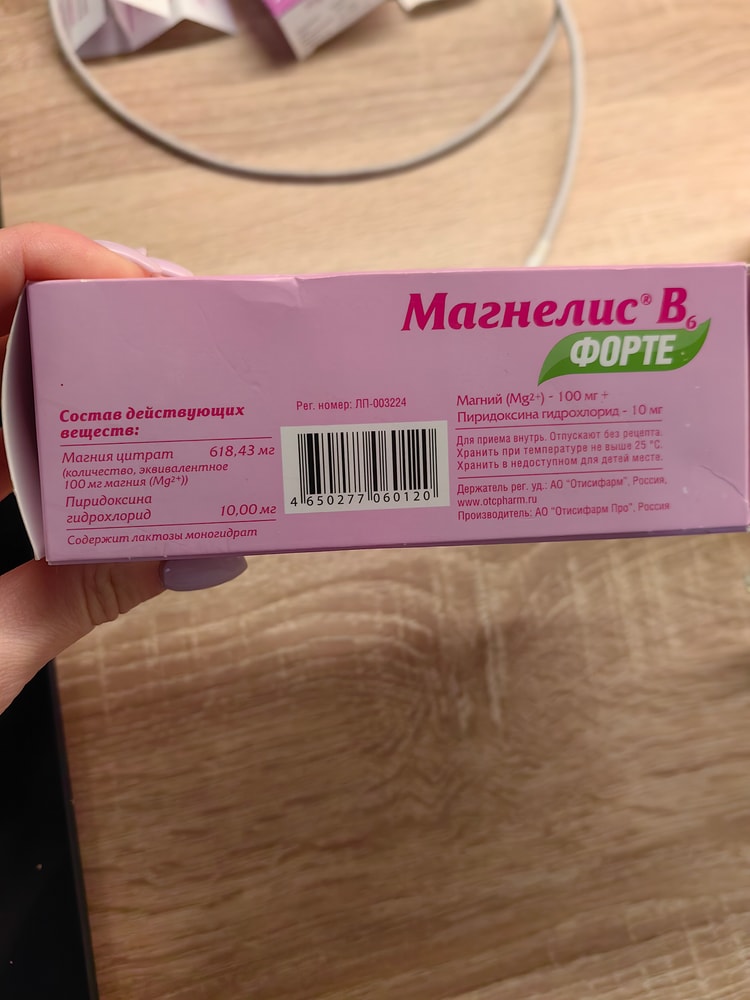 Магнелис® В6
ФОРТЕ
Состав действующих
веществ:
Магния цитрат 618,43 мг
(количество, эквивалентное
100 мг магния (Mg²⁺))
Пиридоксина
гидрохлорид 10,00 мг
Содержит лактозы моногидрат
Рег. номер: ЛП-003224
4 650277 060120
Магний (Mg²⁺) - 100 мг +
Пиридоксина гидрохлорид - 10 мг
Для приема внутрь. Отпускают без рецепта.
Хранить при температуре не выше 25 °С.
Хранить в недоступном для детей месте.
Держатель рег. уд.: АО "Отисифарм", Россия,
www.otcpharm.ru
Производитель: АО "Отисифарм Про", Россия